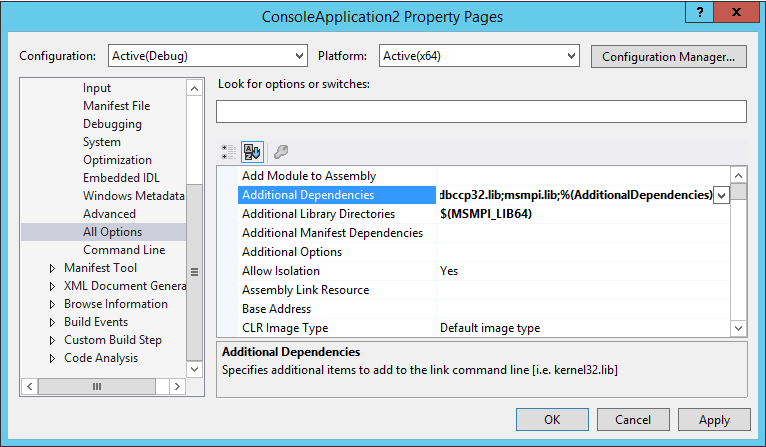 ConsoleApplication2 Property Pages
?
Configuration: Active(Debug) Platform: Active(x64) Configuration Manager...
Input
Manifest File
Debugging
System
Optimization
Embedded IDL
Windows Metadata
Advanced
All Options
Command Line
Manifest Tool
XML Document Genera
Browse Information
Build Events
Custom Build Step
Code Analysis
Look for options or switches:
Add Module to Assembly
Additional Dependencies dbccp32.lib;msmpi.lib;%(AdditionalDependencies)
Additional Library Directories $(MSMPI_LIB64)
Additional Manifest Dependencies
Additional Options
Allow Isolation Yes
Assembly Link Resource
Base Address
CLR Image Type Default image type
Additional Dependencies
Specifies additional items to add to the link command line [i.e. kernel32.lib]
OK Cancel Apply